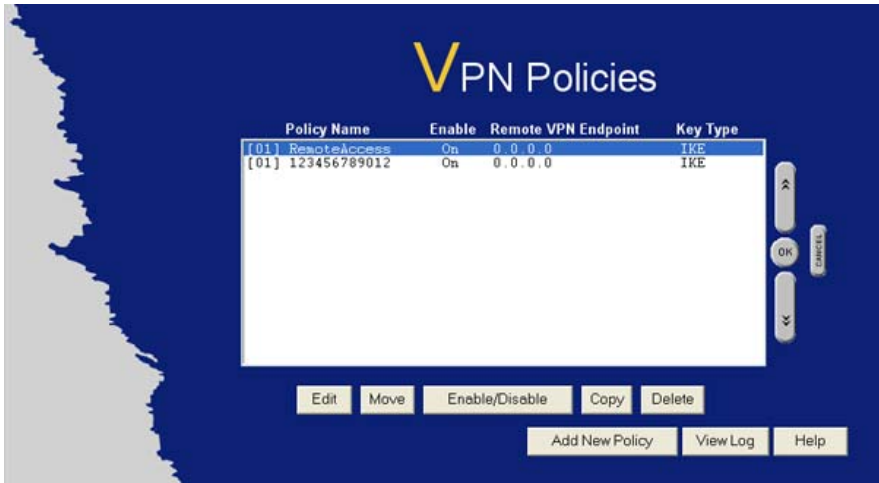 VPN Policies
Policy Name Enable Remote VPN Endpoint Key Type
[01] RemoteAccess On 0.0.0.0 IKE
[01] 123456789012 On 0.0.0.0 IKE
OK
CANCEL
Edit Move Enable/Disable Copy Delete
Add New Policy View Log Help